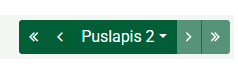 « ‹ Puslapis 2 › »